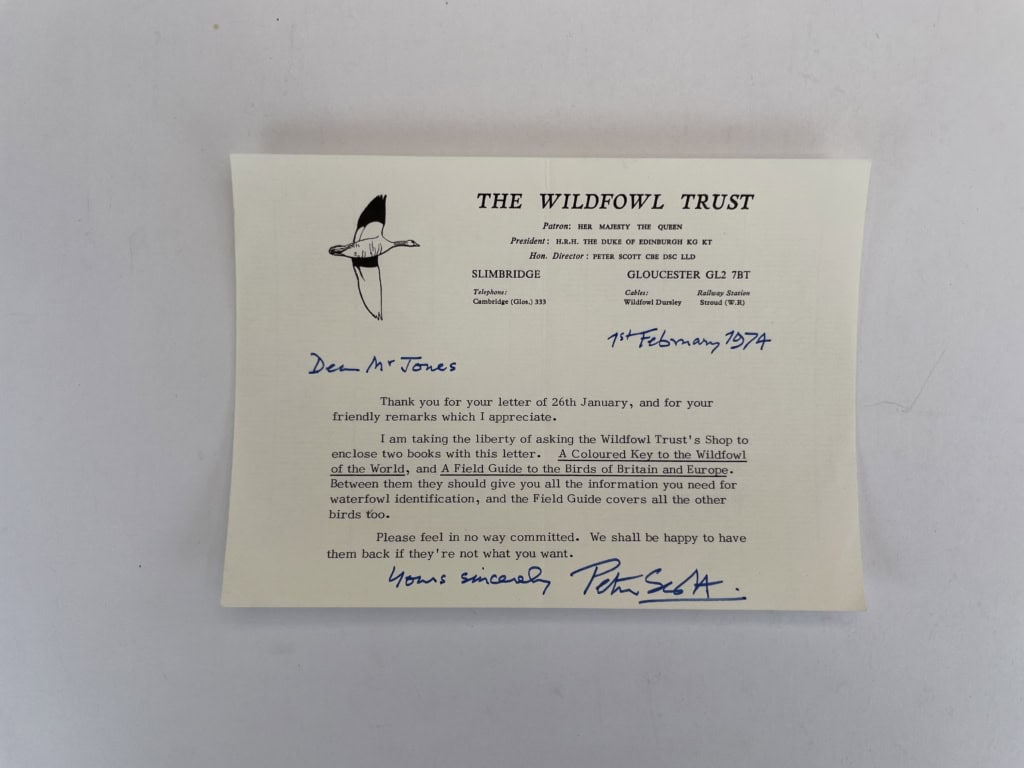 THE WILDFOWL TRUST
Patron: HER MAJESTY THE QUEEN
President: H.R.H. THE DUKE OF EDINBURGH KG KT
Hon. Director: PETER SCOTT CBE DSC LLD
SLIMBRIDGE GLOUCESTER GL2 7BT
Telephone: Cables: Railway Station
Cambridge (Glos.) 333 Wildfowl Dursley Stroud (W.R)
1st February 1974
Dear Mr Jones
Thank you for your letter of 26th January, and for your
friendly remarks which I appreciate.
I am taking the liberty of asking the Wildfowl Trust's Shop to
enclose two books with this letter. A Coloured Key to the Wildfowl
of the World, and A Field Guide to the Birds of Britain and Europe.
Between them they should give you all the information you need for
waterfowl identification, and the Field Guide covers all the other
birds too.
Please feel in no way committed. We shall be happy to have
them back if they're not what you want.
Yours sincerely Peter Scott.